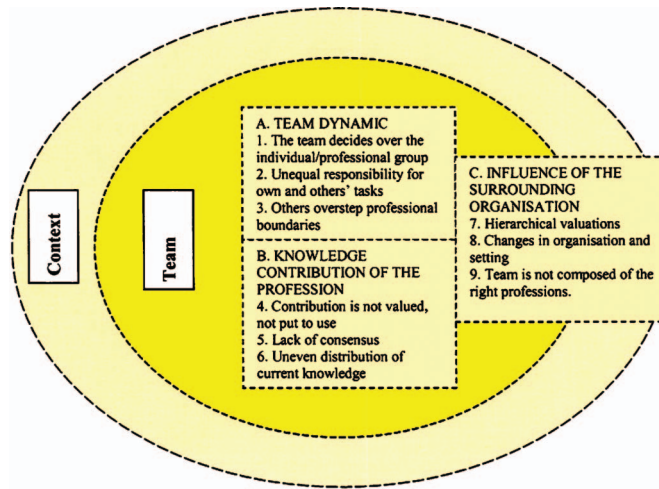 Context
Team
A. TEAM DYNAMIC
1. The team decides over the
individual/professional group
2. Unequal responsibility for
own and others' tasks
3. Others overstep professional
boundaries
B. KNOWLEDGE
CONTRIBUTION OF THE
PROFESSION
4. Contribution is not valued,
not put to use
5. Lack of consensus
6. Uneven distribution of
current knowledge
C. INFLUENCE OF THE
SURROUNDING
ORGANISATION
7. Hierarchical valuations
8. Changes in organisation and
setting
9. Team is not composed of the
right professions.